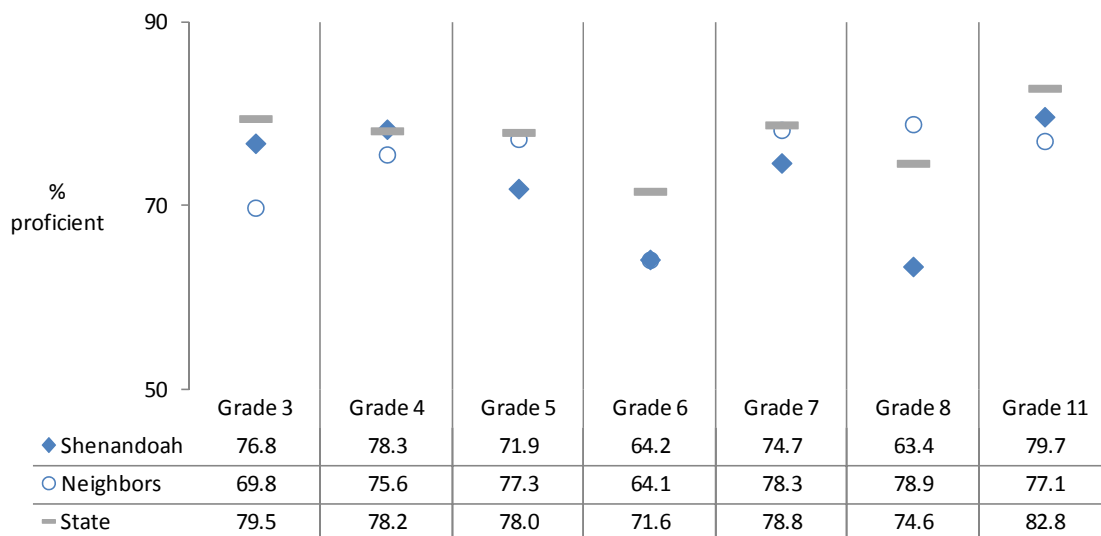 90
70
50
%
proficient
Grade 3 Grade 4 Grade 5 Grade 6 Grade 7 Grade 8 Grade 11
Shenandoah 76.8 78.3 71.9 64.2 74.7 63.4 79.7
Neighbors 69.8 75.6 77.3 64.1 78.3 78.9 77.1
State 79.5 78.2 78.0 71.6 78.8 74.6 82.8